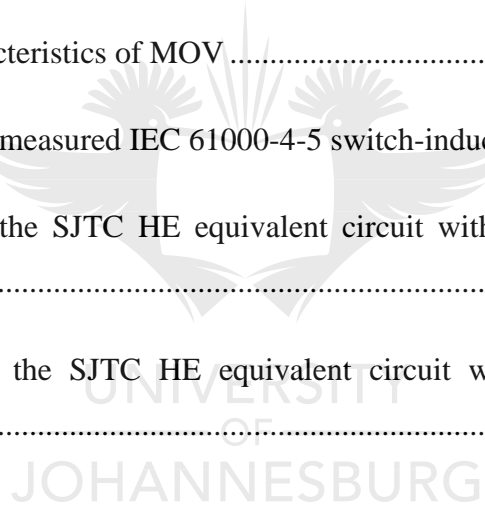 cteristics of MOV ................................
measured IEC 61000-4-5 switch-induc
the SJTC HE equivalent circuit with
................................................................
the SJTC HE equivalent circuit w
UNIVERSITY
................................................................
OF
JOHANNESBURG